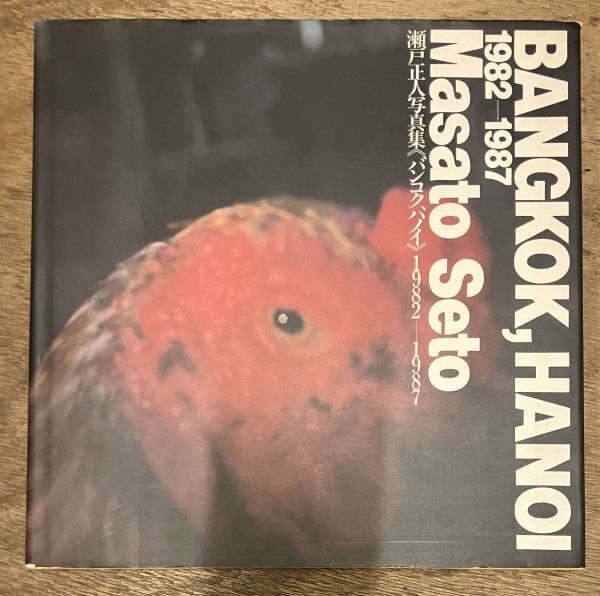 BANGKOK, HANOI
1982—1987
Masato Seto
瀬戸正人写真集《バンコク、ハノイ》1982—1987